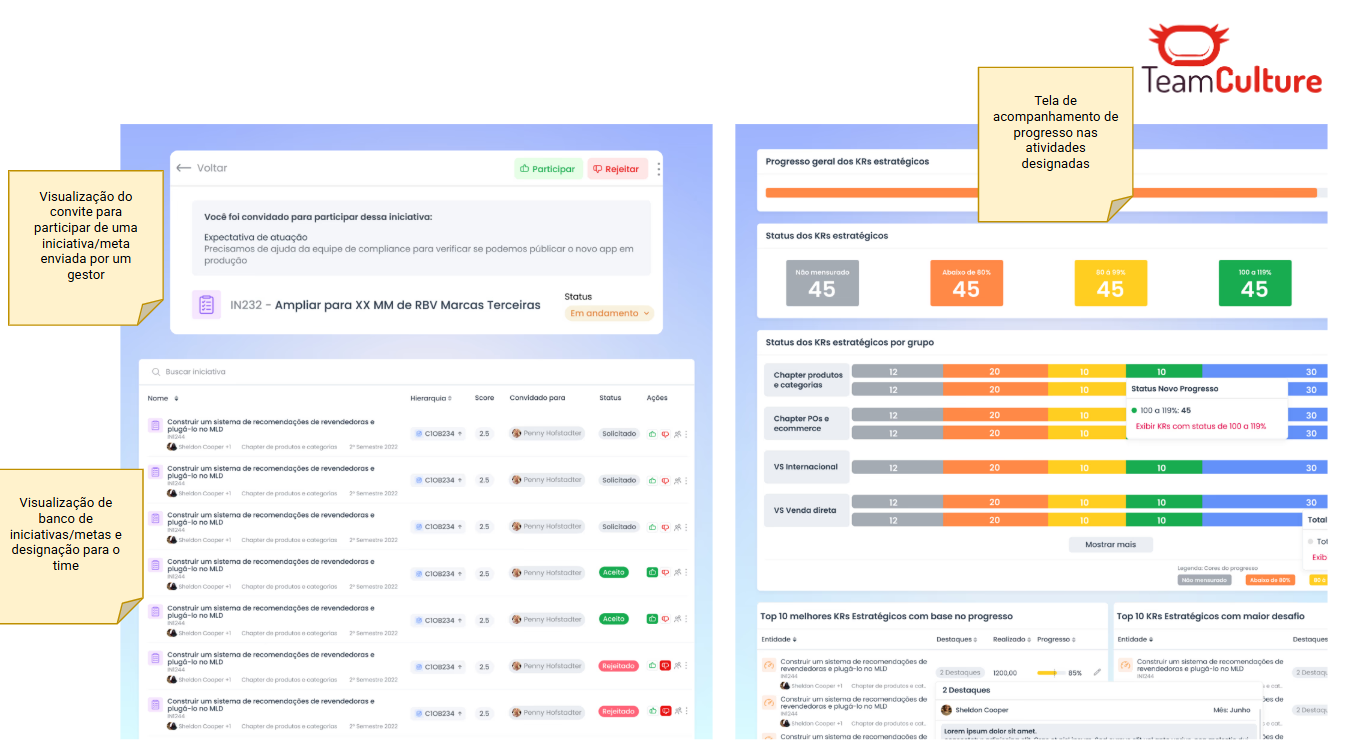 TeamCulture
Tela de
acompanhamento de
progresso nas
atividades
designadas
Visualização do
convite para
participar de uma
iniciativa/meta
enviada por um
gestor
Visualização de
banco de
iniciativas/metas e
designação para o
time
Voltar
Participar
Rejeitar
Você foi convidado para participar dessa iniciativa:
Expectativa de atuação
Precisamos de ajuda da equipe de compliance para verificar se podemos públicar o novo app em
produção
IN232 - Ampliar para XX MM de RBV Marcas Terceiras
Status
Em andamento
Buscar iniciativa
Nome Hierarquia Score Convidado para Status Ações
Construir um sistema de recomendações de revendedoras e
plugá-lo no MLD
IN1244
C1OB234 2.5 Penny Hofstadter Solicitado
Sheldon Cooper +1 Chapter de produtos e categorias 2º Semestre 2022
Construir um sistema de recomendações de revendedoras e
plugá-lo no MLD
IN1244
C1OB234 2.5 Penny Hofstadter Solicitado
Sheldon Cooper +1 Chapter de produtos e categorias 2º Semestre 2022
Construir um sistema de recomendações de revendedoras e
plugá-lo no MLD
IN1244
C1OB234 2.5 Penny Hofstadter Solicitado
Sheldon Cooper +1 Chapter de produtos e categorias 2º Semestre 2022
Construir um sistema de recomendações de revendedoras e
plugá-lo no MLD
IN1244
C1OB234 2.5 Penny Hofstadter Aceito
Sheldon Cooper +1 Chapter de produtos e categorias 2º Semestre 2022
Construir um sistema de recomendações de revendedoras e
plugá-lo no MLD
IN1244
C1OB234 2.5 Penny Hofstadter Aceito
Sheldon Cooper +1 Chapter de produtos e categorias 2º Semestre 2022
Construir um sistema de recomendações de revendedoras e
plugá-lo no MLD
IN1244
C1OB234 2.5 Penny Hofstadter Rejeitado
Sheldon Cooper +1 Chapter de produtos e categorias 2º Semestre 2022
Construir um sistema de recomendações de revendedoras e
plugá-lo no MLD
IN1244
C1OB234 2.5 Penny Hofstadter Rejeitado
Sheldon Cooper +1 Chapter de produtos e categorias 2º Semestre 2022
Progresso geral dos KRs estratégicos
Status dos KRs estratégicos
Não mensurado
45
Abaixo de 80%
45
80 a 99%
45
100 a 119%
45
Status dos KRs estratégicos por grupo
Chapter produtos
e categorias
12 20 10 10 30
12 20 10 30
Status Novo Progresso
100 a 119%: 45
Exibir KRs com status de 100 a 119%
Chapter POs e
ecommerce
12 20 10 30
12 20 10 30
VS Internacional
12 20 10 10 30
VS Venda direta
12 20 10 10 30
12 20 10 10
Total
Tot
Exib
Mostrar mais
Legenda: Cores do progresso
Não mensurado Abaixo de 80% 80 a
Top 10 melhores KRs Estratégicos com base no progresso
Entidade Destaques Realizado Progresso
Construir um sistema de recomendações de
revendedoras e plugá-lo no MLD
IN1244
2 Destaques 1200,00 85%
Sheldon Cooper +1 Chapter de produtos e cat..
Construir um sistema de recomendações de
revendedoras e plugá-lo no MLD
IN1244
Sheldon Cooper +1 Chapter de produtos e cat..
Construir um sistema de recomendações de
2 Destaques
Sheldon Cooper Mês: Junho
Lorem ipsum dolor sit amet.
Top 10 KRs Estratégicos com maior desafio
Entidade Destaques
Construir um sistema de recomendações de
revendedoras e plugá-lo no MLD
IN1244
2 Destaq